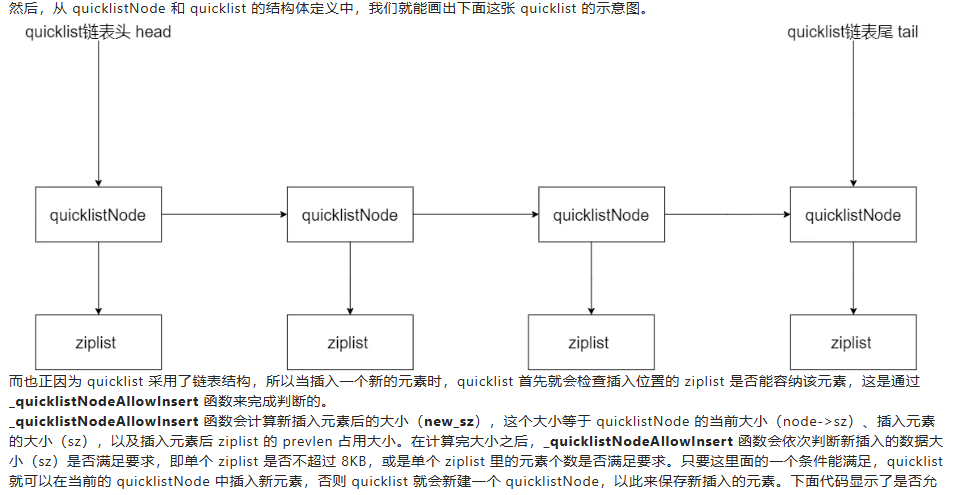 然后，从 quicklistNode 和 quicklist 的结构体定义中，我们就能画出下面这张 quicklist 的示意图。
quicklist链表头 head
quicklist链表尾 tail
quicklistNode
quicklistNode
quicklistNode
quicklistNode
ziplist
ziplist
ziplist
ziplist
而也正因为 quicklist 采用了链表结构，所以当插入一个新的元素时，quicklist 首先就会检查插入位置的 ziplist 是否能容纳该元素，这是通过
_quicklistNodeAllowInsert 函数来完成判断的。
_quicklistNodeAllowInsert 函数会计算新插入元素后的大小（new_sz），这个大小等于 quicklistNode 的当前大小（node->sz）、插入元素
的大小（sz），以及插入元素后 ziplist 的 prevlen 占用大小。在计算完大小之后，_quicklistNodeAllowInsert 函数会依次判断新插入的数据大
小（sz）是否满足要求，即单个 ziplist 是否不超过 8KB，或是单个 ziplist 里的元素个数是否满足要求。只要这里面的一个条件能满足，quicklist
就可以在当前的 quicklistNode 中插入新元素，否则 quicklist 就会新建一个 quicklistNode，以此来保存新插入的元素。下面代码显示了是否允